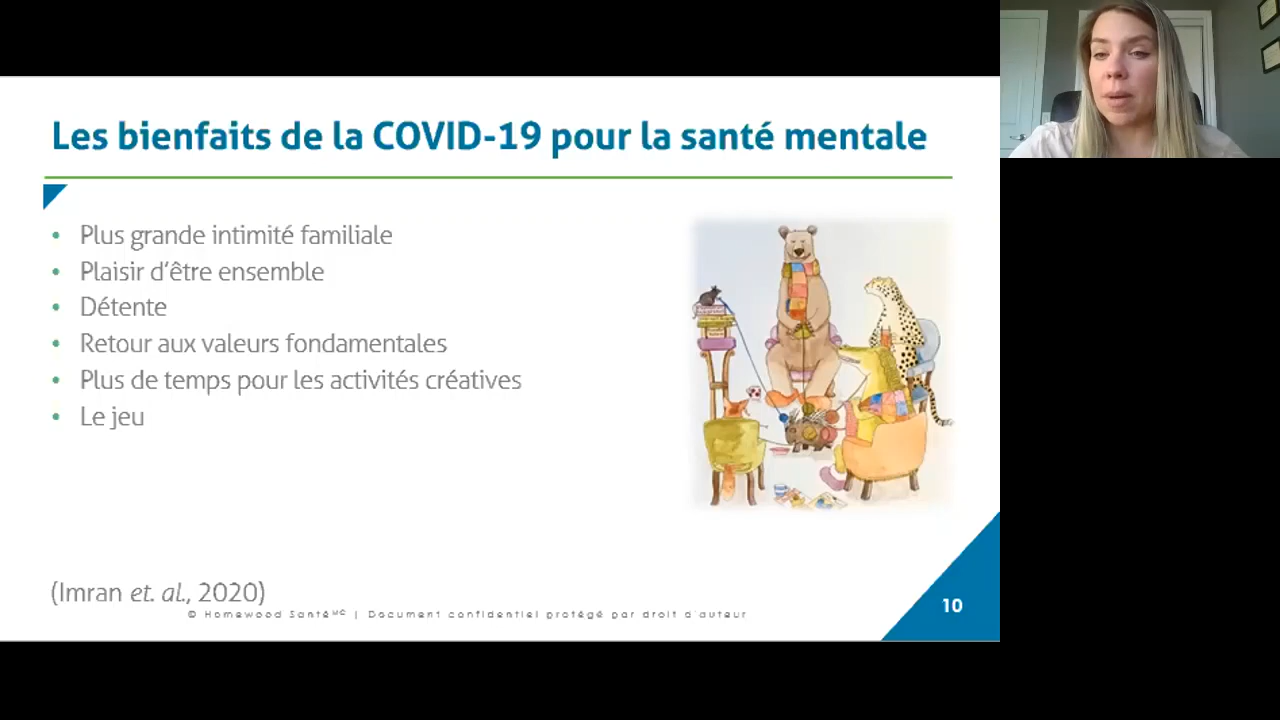 Les bienfaits de la COVID-19 pour la santé mentale
• Plus grande intimité familiale
• Plaisir d'être ensemble
• Détente
• Retour aux valeurs fondamentales
• Plus de temps pour les activités créatives
• Le jeu
(Imran et. al., 2020)
© Homewood Santé ᴹᶜ | Document confidentiel protégé par droit d'auteur
10